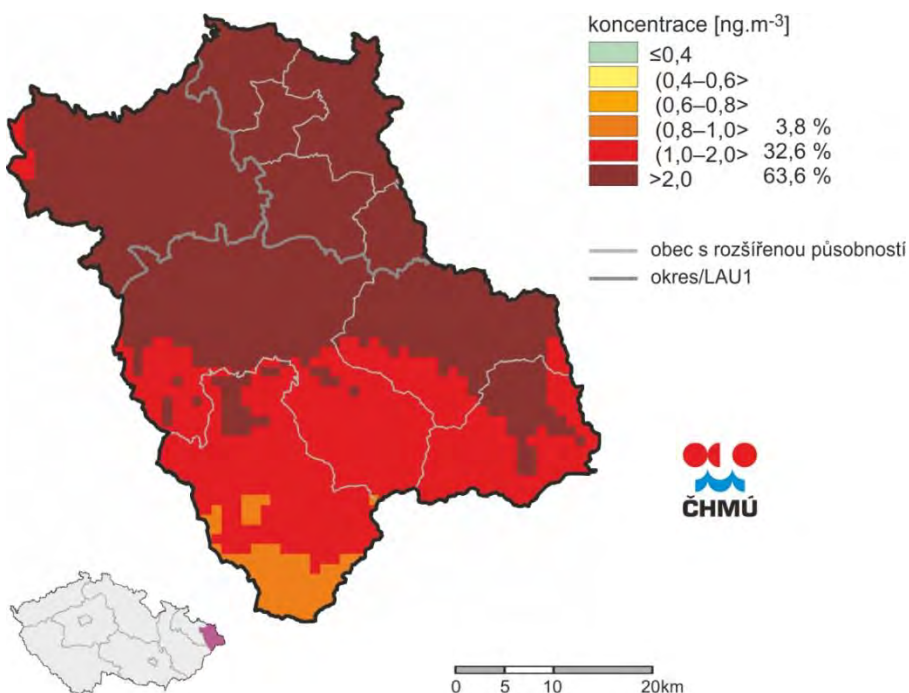 koncentrace [ng.m-3]
≤0,4
(0,4–0,6>
(0,6–0,8>
(0,8–1,0> 3,8 %
(1,0–2,0> 32,6 %
>2,0 63,6 %
obec s rozšířenou působností
okres/LAU1
ČHMÚ
0 5 10 20km